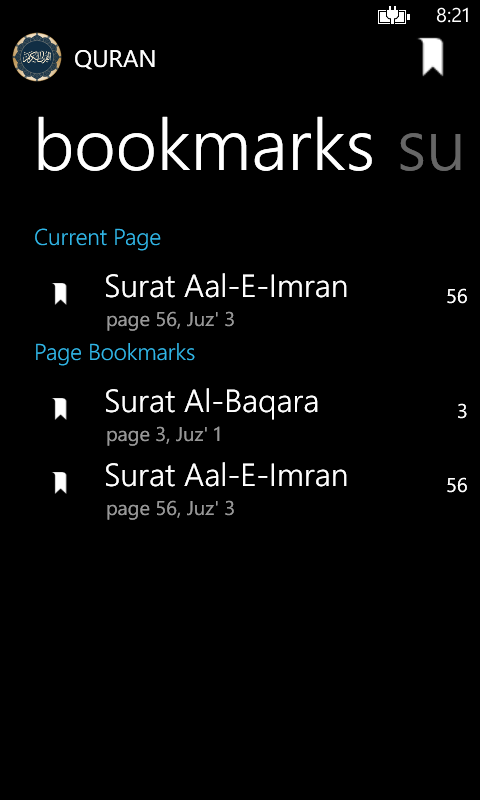 8:21
QURAN
bookmarks su
Current Page
Surat Aal-E-Imran 56
page 56, Juz' 3
Page Bookmarks
Surat Al-Baqara 3
page 3, Juz' 1
Surat Aal-E-Imran 56
page 56, Juz' 3